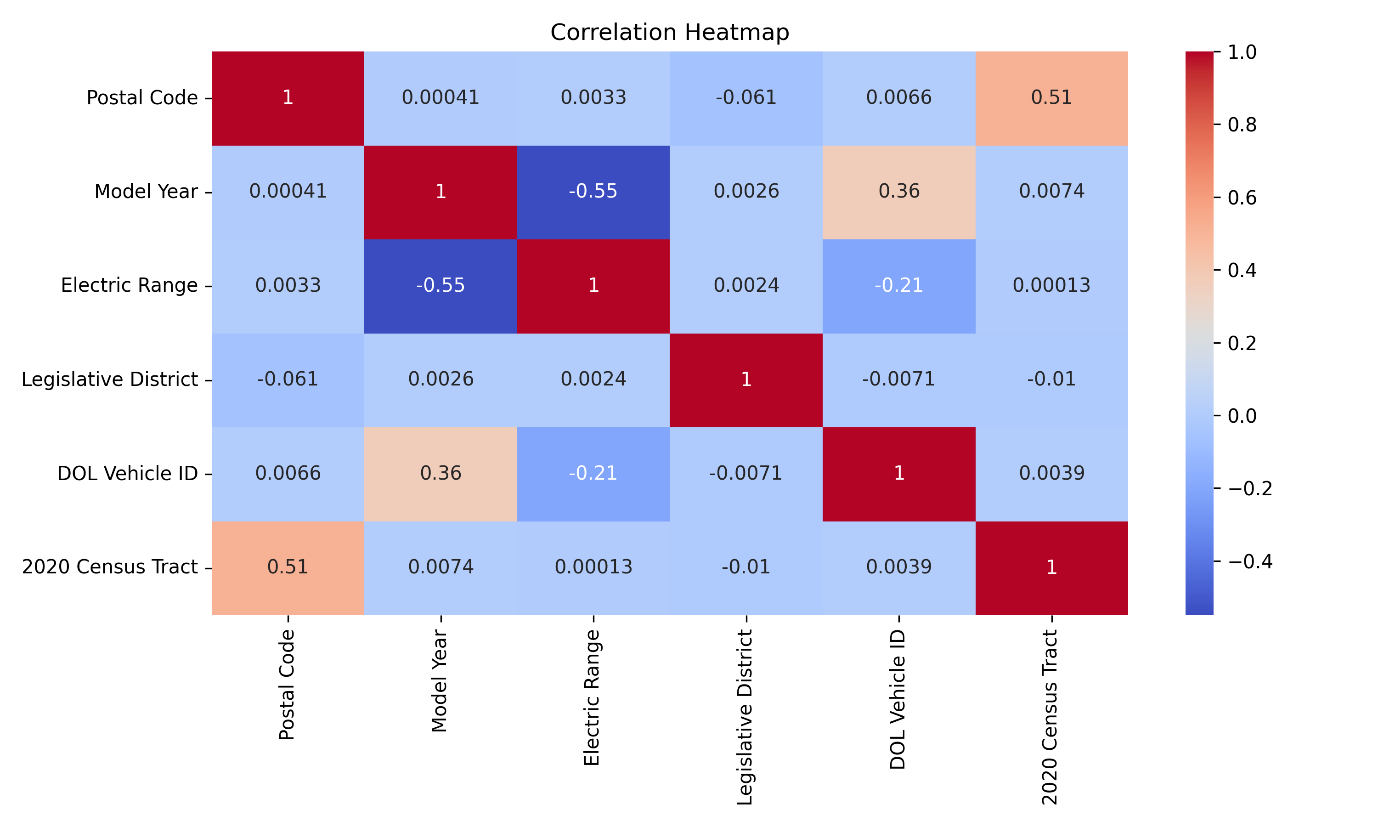 Correlation Heatmap
Postal Code 1 0.00041 0.0033 -0.061 0.0066 0.51
Model Year 0.00041 1 -0.55 0.0026 0.36 0.0074
Electric Range 0.0033 -0.55 1 0.0024 -0.21 0.00013
Legislative District -0.061 0.0026 0.0024 1 -0.0071 -0.01
DOL Vehicle ID 0.0066 0.36 -0.21 -0.0071 1 0.0039
2020 Census Tract 0.51 0.0074 0.00013 -0.01 0.0039 1
Postal Code
Model Year
Electric Range
Legislative District
DOL Vehicle ID
2020 Census Tract
1.0
0.8
0.6
0.4
0.2
0.0
−0.2
−0.4